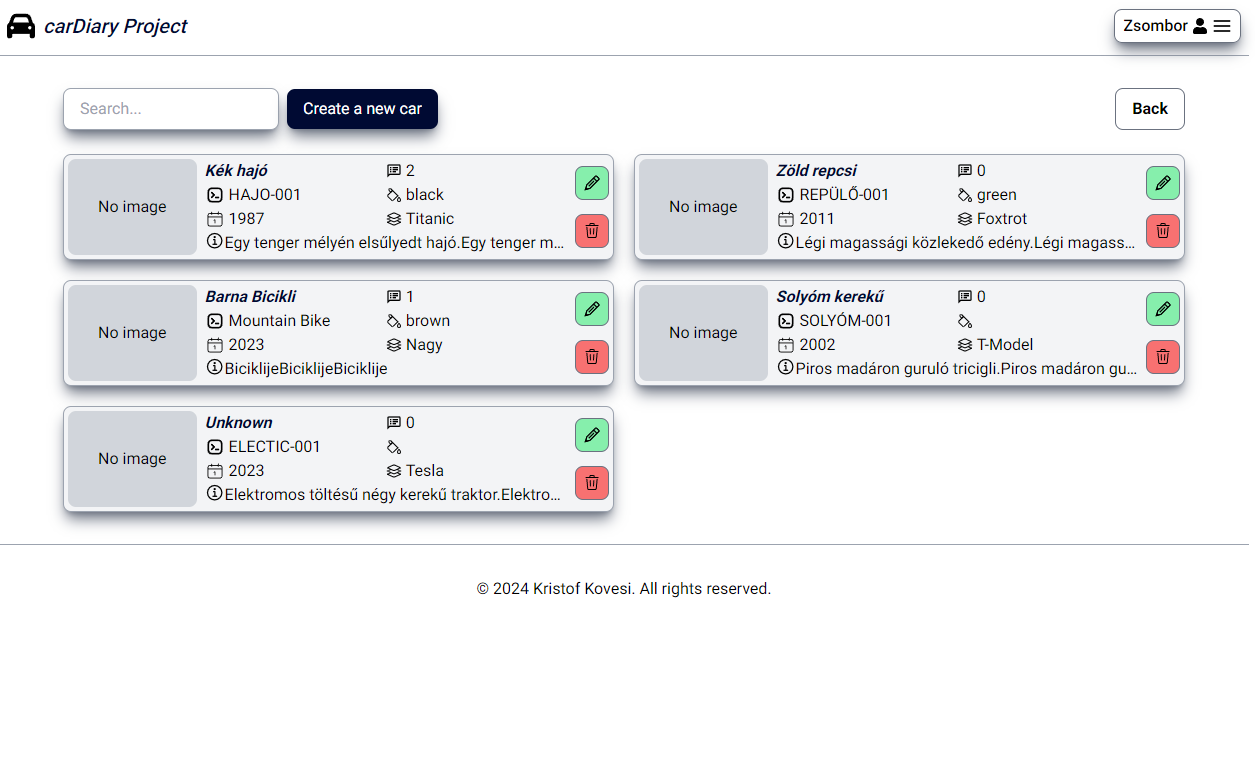 carDiary Project
Zsombor
Search...
Create a new car
Back
No image
Kék hajó
2
HAJO-001
black
1987
Titanic
Egy tenger mélyén elsűlyedt hajó.Egy tenger m...
No image
Zöld repcsi
0
REPÜLŐ-001
green
2011
Foxtrot
Légi magassági közlekedő edény.Légi magass...
No image
Barna Bicikli
1
Mountain Bike
brown
2023
Nagy
BiciklijeBiciklijeBiciklije
No image
Solyóm kerekű
0
SOLYÓM-001
2002
T-Model
Piros madáron guruló tricigli.Piros madáron gu...
No image
Unknown
0
ELECTIC-001
2023
Tesla
Elektromos töltésű négy kerekű traktor.Elektro...
© 2024 Kristof Kovesi. All rights reserved.